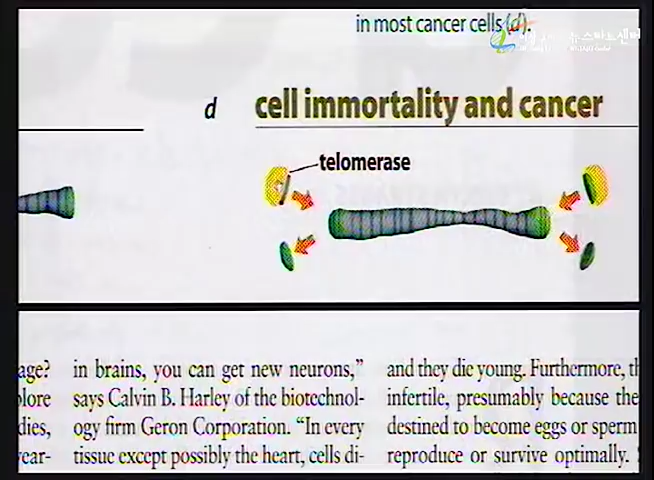 in most cancer cells (d).
d cell immortality and cancer
telomerase
age? in brains, you can get new neurons,” and they die young. Furthermore, th
lore says Calvin B. Harley of the biotechnol- infertile, presumably because the
dies, ogy firm Geron Corporation. “In every destined to become eggs or sperm
year- tissue except possibly the heart, cells di- reproduce or survive optimally.